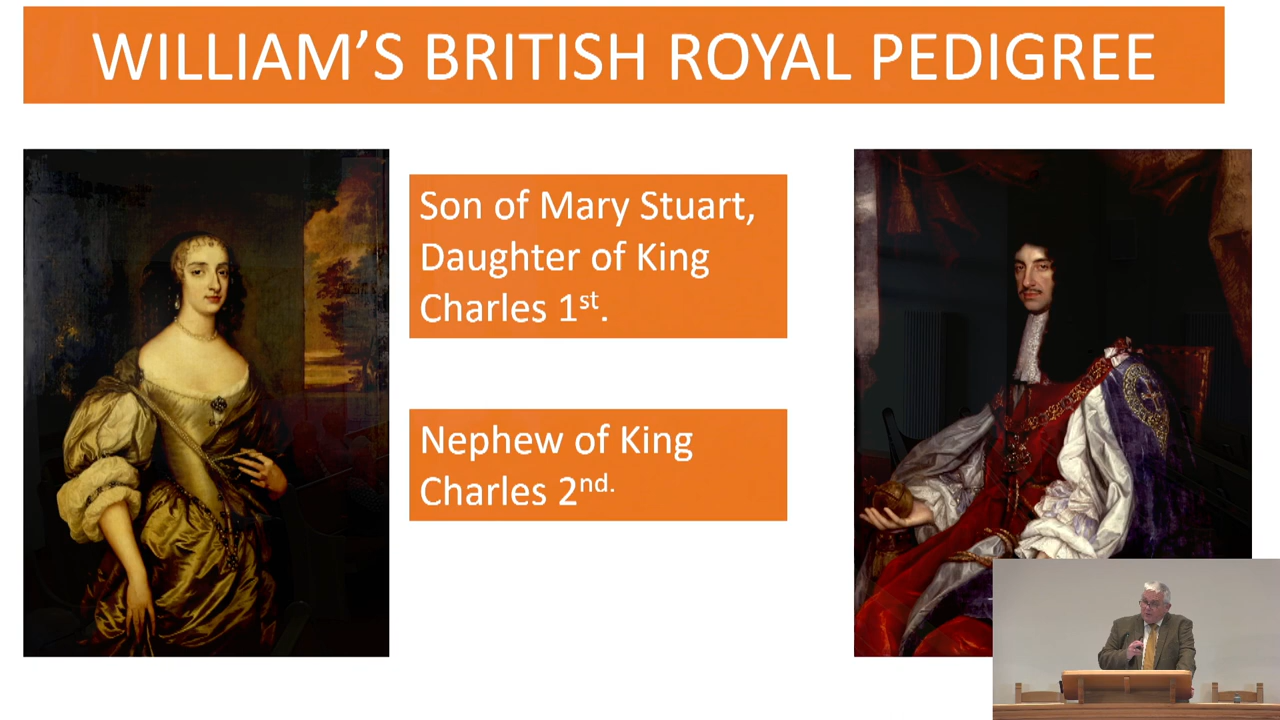 WILLIAM’S BRITISH ROYAL PEDIGREE
Son of Mary Stuart,
Daughter of King
Charles 1st.
Nephew of King
Charles 2nd.